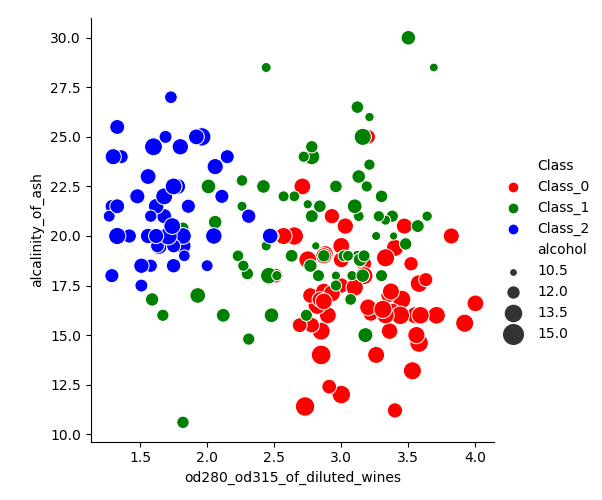 30.0
27.5
25.0
22.5
20.0
17.5
15.0
12.5
10.0
alcalinity_of_ash
1.5 2.0 2.5 3.0 3.5 4.0
od280_od315_of_diluted_wines
Class
Class_0
Class_1
Class_2
alcohol
10.5
12.0
13.5
15.0